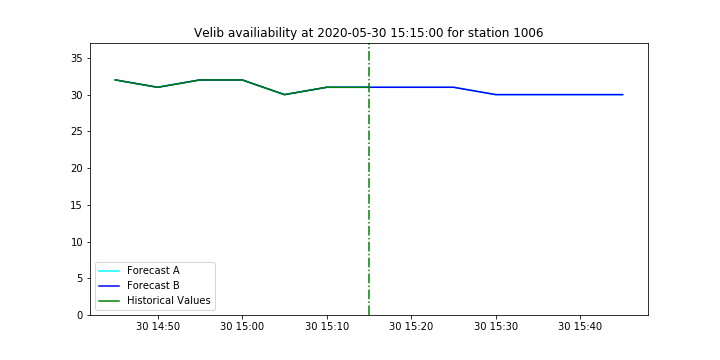 Velib availiability at 2020-05-30 15:15:00 for station 1006
35
30
25
20
15
10
5
0
Forecast A
Forecast B
Historical Values
30 14:50 30 15:00 30 15:10 30 15:20 30 15:30 30 15:40